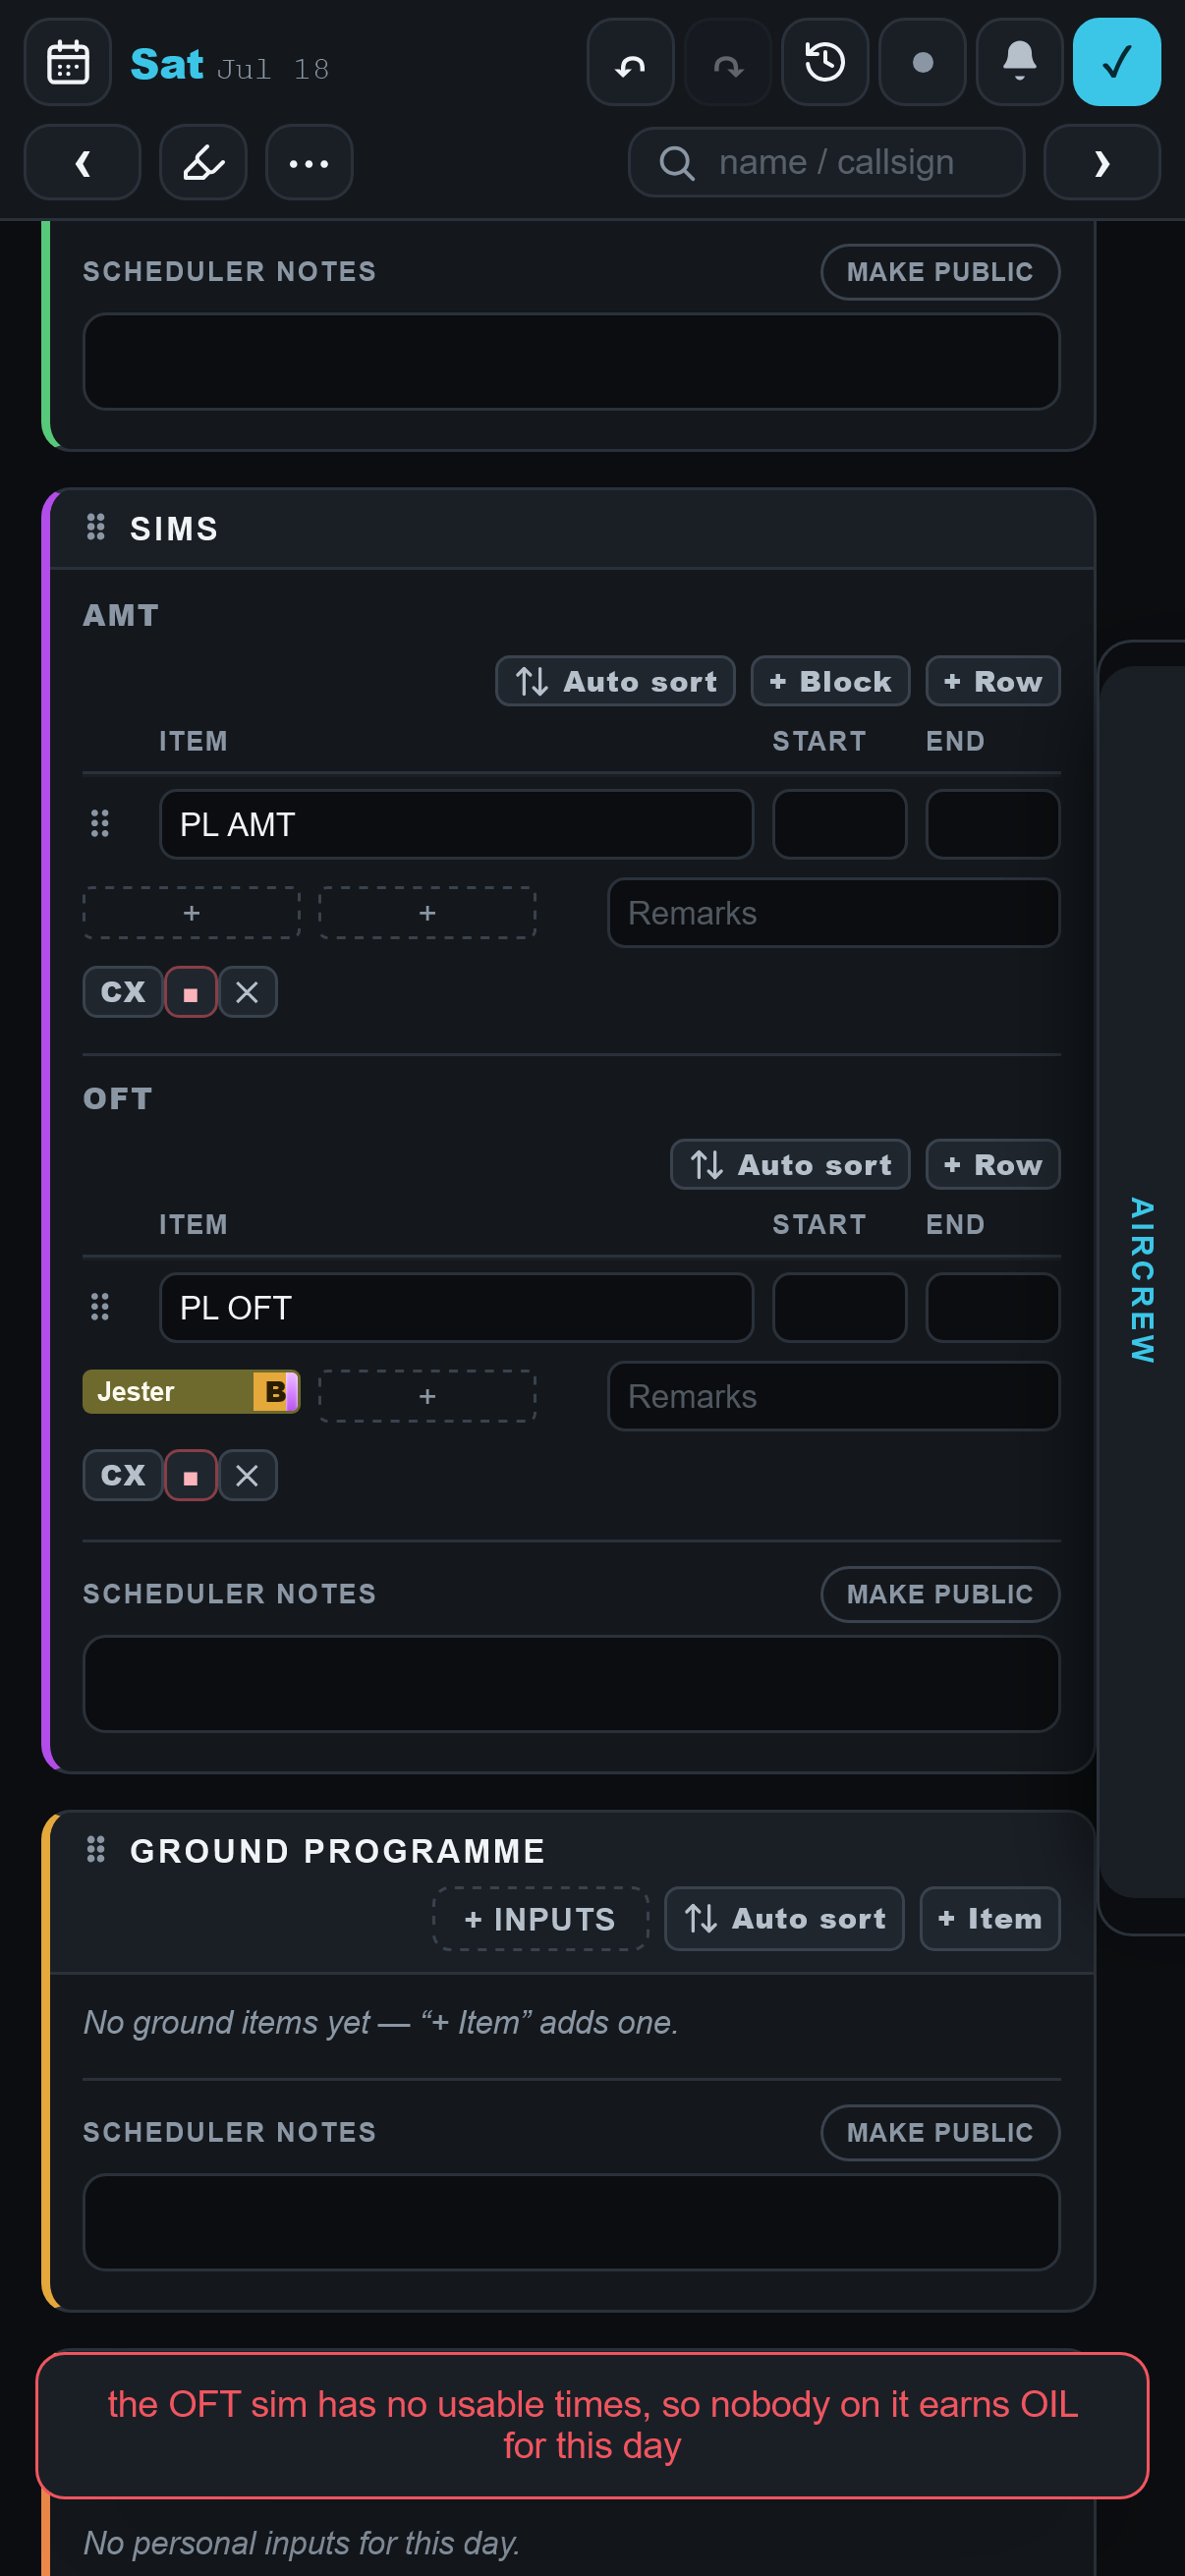 Sat Jul 18
name / callsign
SCHEDULER NOTES MAKE PUBLIC
SIMS
AMT
Auto sort + Block + Row
ITEM START END
PL AMT
+ + Remarks
CX
OFT
Auto sort + Row
ITEM START END
PL OFT
Jester B + Remarks
CX
SCHEDULER NOTES MAKE PUBLIC
AIRCREW
GROUND PROGRAMME
+ INPUTS Auto sort + Item
No ground items yet — “+ Item” adds one.
SCHEDULER NOTES MAKE PUBLIC
the OFT sim has no usable times, so nobody on it earns OIL
for this day
No personal inputs for this day.